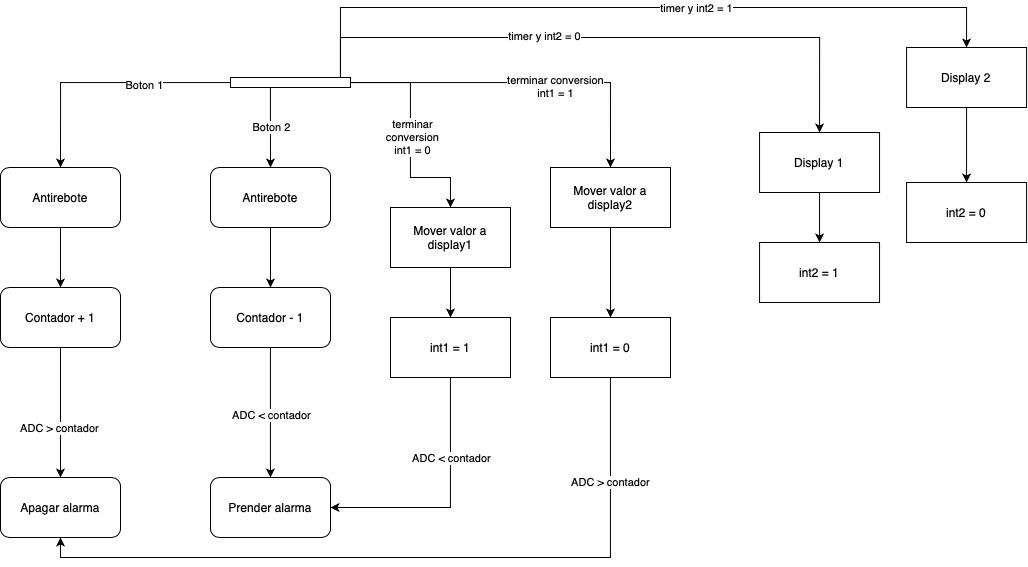 timer y int2 = 1
timer y int2 = 0
Display 2
Boton 1
terminar conversion
int1 = 1
Boton 2
terminar
conversion
int1 = 0
Display 1
Antirebote
Antirebote
Mover valor a
display2
int2 = 0
Mover valor a
display1
int2 = 1
Contador + 1
Contador - 1
int1 = 1
int1 = 0
ADC > contador
ADC < contador
ADC < contador
ADC > contador
Apagar alarma
Prender alarma